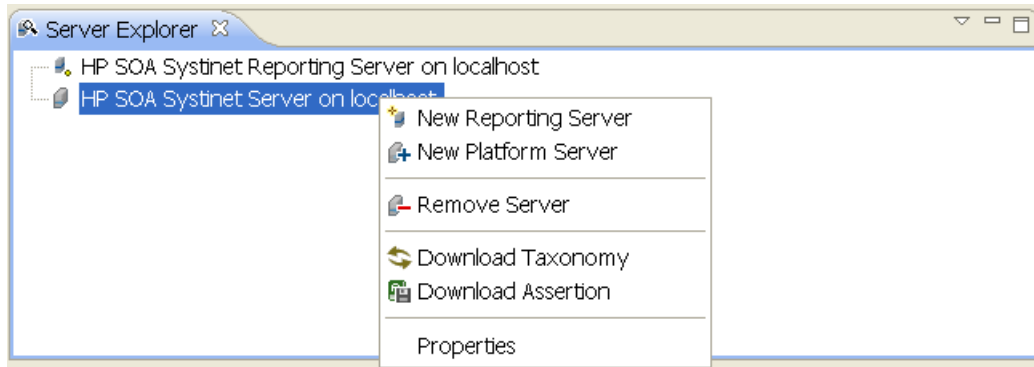 Server Explorer
HP SOA Systinet Reporting Server on localhost
HP SOA Systinet Server on localhost
New Reporting Server
New Platform Server
Remove Server
Download Taxonomy
Download Assertion
Properties